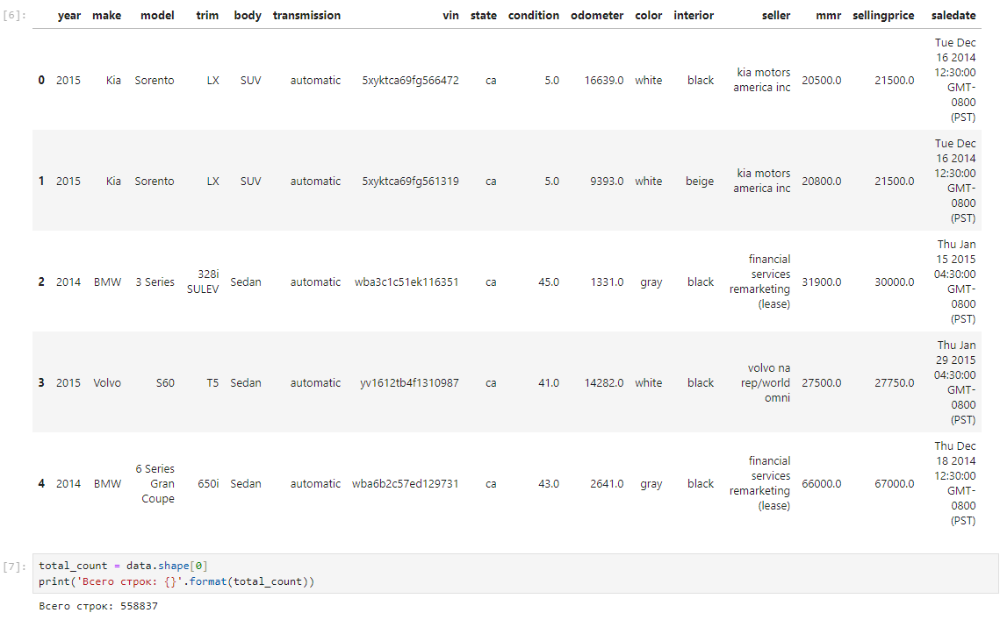 [6]:
year make model trim body transmission vin state condition odometer color interior seller mmr sellingprice saledate
0 2015 Kia Sorento LX SUV automatic 5xyktca69fg566472 ca 5.0 16639.0 white black kia motors america inc 20500.0 21500.0 Tue Dec 16 2014 12:30:00 GMT-0800 (PST)
1 2015 Kia Sorento LX SUV automatic 5xyktca69fg561319 ca 5.0 9393.0 white beige kia motors america inc 20800.0 21500.0 Tue Dec 16 2014 12:30:00 GMT-0800 (PST)
2 2014 BMW 3 Series 328i SULEV Sedan automatic wba3c1c51ek116351 ca 45.0 1331.0 gray black financial services remarketing (lease) 31900.0 30000.0 Thu Jan 15 2015 04:30:00 GMT-0800 (PST)
3 2015 Volvo S60 T5 Sedan automatic yv1612tb4f1310987 ca 41.0 14282.0 white black volvo na rep/world omni 27500.0 27750.0 Thu Jan 29 2015 04:30:00 GMT-0800 (PST)
4 2014 BMW 6 Series Gran Coupe 650i Sedan automatic wba6b2c57ed129731 ca 43.0 2641.0 gray black financial services remarketing (lease) 66000.0 67000.0 Thu Dec 18 2014 12:30:00 GMT-0800 (PST)
[7]:
total_count = data.shape[0]
print('Всего строк: {}'.format(total_count))
Всего строк: 558837